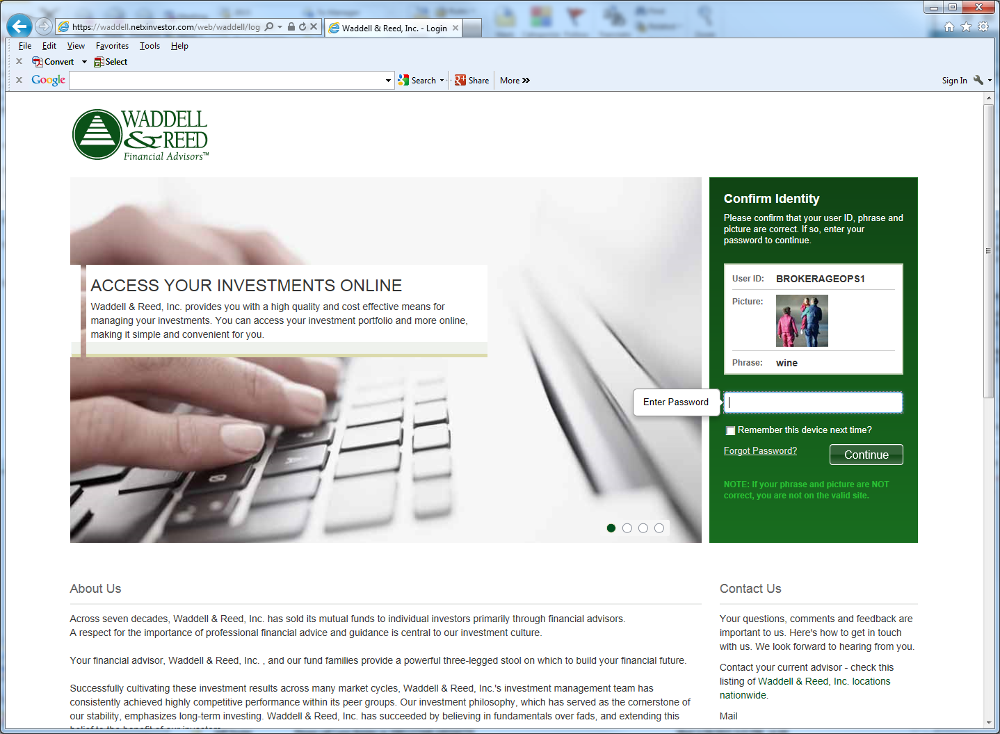 https://waddell.netxinvestor.com/web/waddell/log
Waddell & Reed, Inc. - Login
File Edit View Favorites Tools Help
Convert Select
Google Search Share More Sign In
WADDELL
& REED
Financial Advisors™
ACCESS YOUR INVESTMENTS ONLINE
Waddell & Reed, Inc. provides you with a high quality and cost effective means for
managing your investments. You can access your investment portfolio and more online,
making it simple and convenient for you.
Confirm Identity
Please confirm that your user ID, phrase and
picture are correct. If so, enter your
password to continue.
User ID: BROKERAGEOPS1
Picture:
Phrase: wine
Enter Password
Remember this device next time?
Forgot Password? Continue
NOTE: If your phrase and picture are NOT
correct, you are not on the valid site.
About Us
Across seven decades, Waddell & Reed, Inc. has sold its mutual funds to individual investors primarily through financial advisors.
A respect for the importance of professional financial advice and guidance is central to our investment culture.
Your financial advisor, Waddell & Reed, Inc. , and our fund families provide a powerful three-legged stool on which to build your financial future.
Successfully cultivating these investment results across many market cycles, Waddell & Reed, Inc.'s investment management team has
consistently achieved highly competitive performance within its peer groups. Our investment philosophy, which has served as the cornerstone of
our stability, emphasizes long-term investing. Waddell & Reed, Inc. has succeeded by believing in fundamentals over fads, and extending this
belief to the benefit of our investors.
Contact Us
Your questions, comments and feedback are
important to us. Here's how to get in touch
with us. We look forward to hearing from you.
Contact your current advisor - check this
listing of Waddell & Reed, Inc. locations
nationwide.
Mail